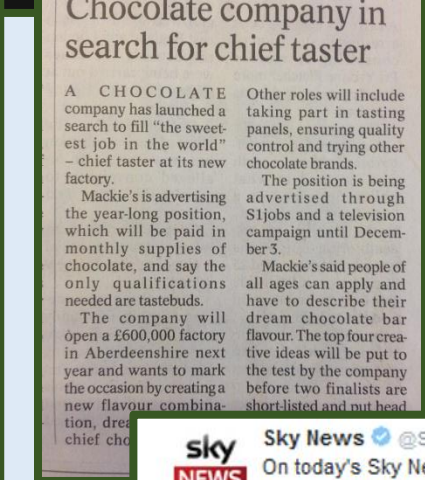 Chocolate company in
search for chief taster
A CHOCOLATE
company has launched a
search to fill “the sweet-
est job in the world”
– chief taster at its new
factory.
Mackie's is advertising
the year-long position,
which will be paid in
monthly supplies of
chocolate, and say the
only qualifications
needed are tastebuds.
The company will
open a £600,000 factory
in Aberdeenshire next
year and wants to mark
the occasion by creating a
new flavour combina-
tion,
chief
Other roles will include
taking part in tasting
panels, ensuring quality
control and trying other
chocolate brands.
The position is being
advertised through
S1jobs and a television
campaign until Decem-
ber 3.
Mackie's said people of
all ages can apply and
have to describe their
dream chocolate bar
flavour. The top four crea-
tive ideas will be put to
the test by the company
before two finalists are
short-listed and put head
sky
NEWS
Sky News
On today's Sky